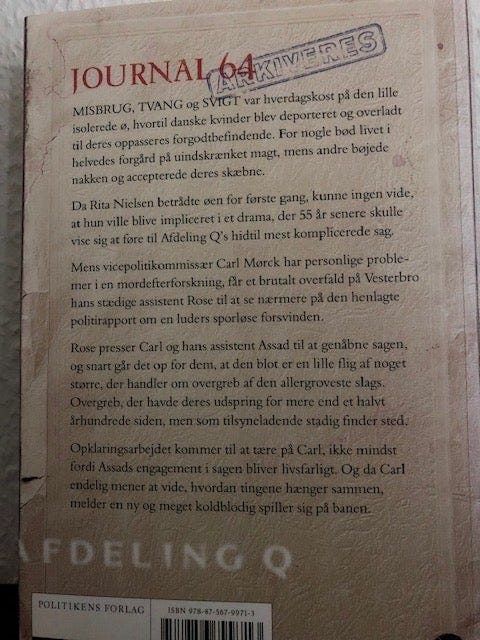 JOURNAL 64
ARKIVERES
MISBRUG, TVANG og SVIGT var hverdagskost på den lille
isolerede ø, hvortil danske kvinder blev deporteret og overladt
til deres oppasseres forgodtbefindende. For nogle bød livet i
helvedes forgård på uindskrænket magt, mens andre bøjede
nakken og accepterede deres skæbne.
Da Rita Nielsen betrådte øen for første gang, kunne ingen vide,
at hun ville blive impliceret i et drama, der 55 år senere skulle
vise sig at føre til Afdeling Q's hidtil mest komplicerede sag.
Mens vicepolitikommissær Carl Mørck har personlige proble-
mer i en mordefterforskning, får et brutalt overfald på Vesterbro
hans stædige assistent Rose til at se nærmere på den henlagte
politirapport om en luders sporløse forsvinden.
Rose presser Carl og hans assistent Assad til at genåbne sagen,
og snart går det op for dem, at den blot er en lille flig af noget
større, der handler om overgreb af den allergroveste slags.
Overgreb, der havde deres udspring for mere end et halvt
århundrede siden, men som tilsyneladende stadig finder sted.
Opklaringsarbejdet kommer til at tære på Carl, ikke mindst
fordi Assads engagement i sagen bliver livsfarligt. Og da Carl
endelig mener at vide, hvordan tingene hænger sammen,
melder en ny og meget koldblodig spiller sig på banen.
AFDELING Q
POLITIKENS FORLAG
ISBN 978-87-567-9971-3